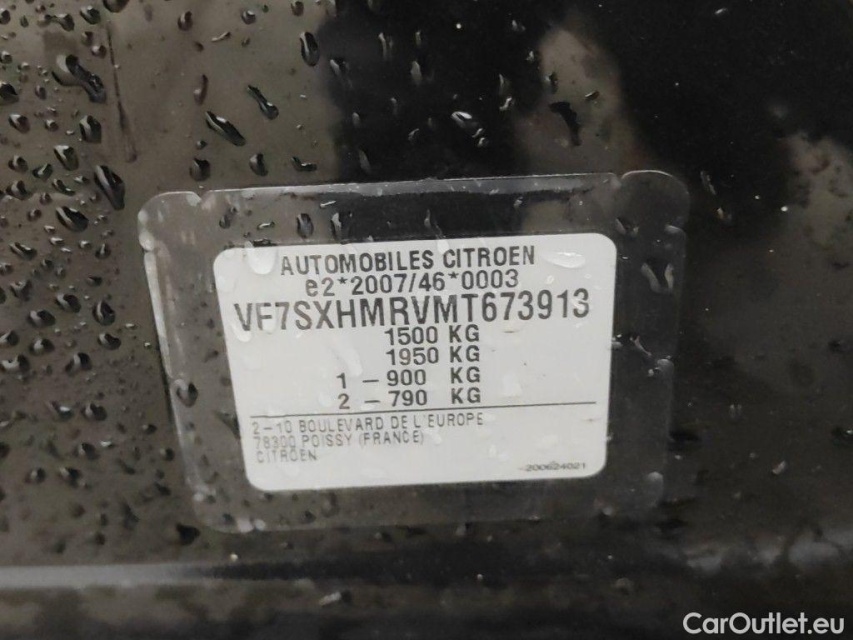 AUTOMOBILES CITROEN
e2*2007/46*0003
VF7SXHMRVMT673913
1500 KG
1950 KG
1 – 900 KG
2 – 790 KG
2–10 BOULEVARD DE L'EUROPE
78300 POISSY (FRANCE)
CITROEN
200624021
CarOutlet.eu